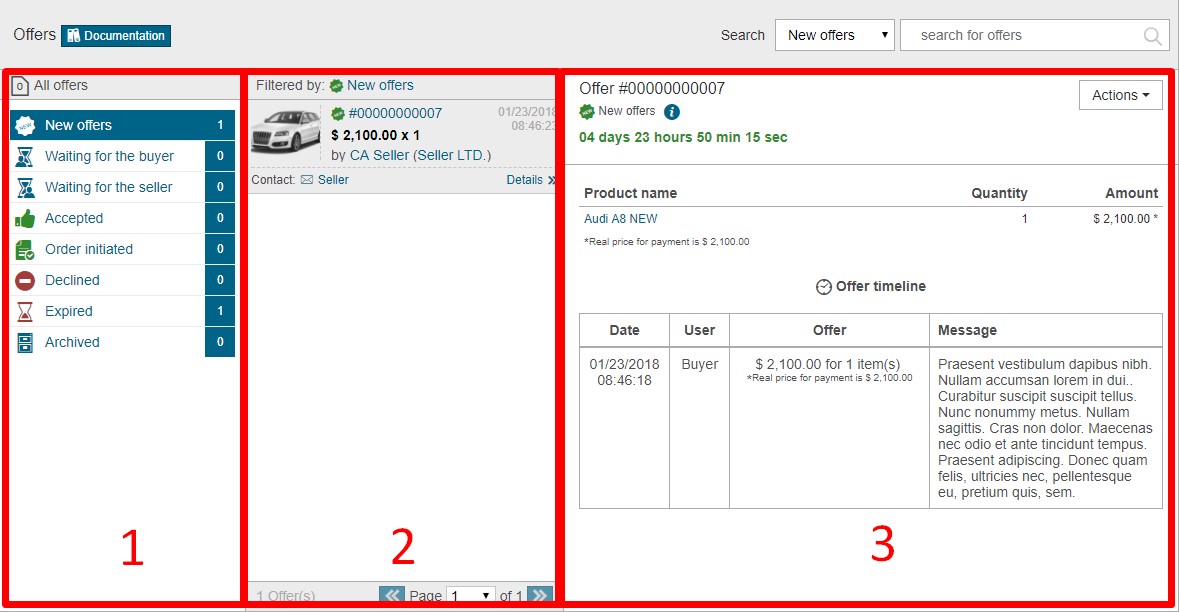 Offers Documentation Search New offers search for offers
0 All offers
New offers 1
Waiting for the buyer 0
Waiting for the seller 0
Accepted 0
Order initiated 0
Declined 0
Expired 1
Archived 0
1
Filtered by: New offers
#00000000007 01/23/2018
$ 2,100.00 x 1 08:46:23
by CA Seller (Seller LTD.)
Contact: Seller Details »
2
1 Offer(s) Page 1 of 1
Offer #00000000007 Actions
New offers
04 days 23 hours 50 min 15 sec
Product name Quantity Amount
Audi A8 NEW 1 $ 2,100.00 *
*Real price for payment is $ 2,100.00
Offer timeline
Date User Offer Message
01/23/2018 Buyer $ 2,100.00 for 1 item(s)
08:46:18 *Real price for payment is $ 2,100.00
Praesent vestibulum dapibus nibh.
Nullam accumsan lorem in dui..
Curabitur suscipit suscipit tellus.
Nunc nonummy metus. Nullam
sagittis. Cras non dolor. Maecenas
nec odio et ante tincidunt tempus.
Praesent adipiscing. Donec quam
felis, ultricies nec, pellentesque
eu, pretium quis, sem.
3